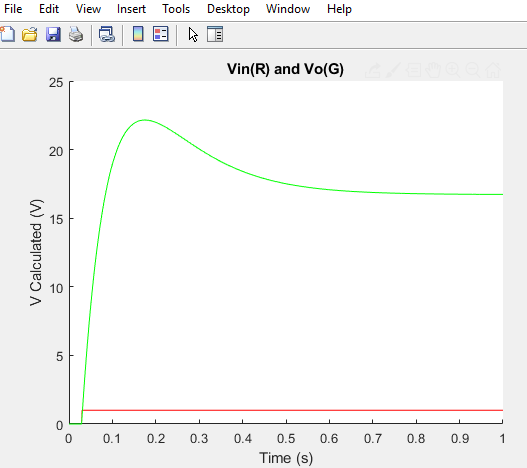 File Edit View Insert Tools Desktop Window Help
Vin(R) and Vo(G)
25
20
15
10
5
0
V Calculated (V)
0 0.1 0.2 0.3 0.4 0.5 0.6 0.7 0.8 0.9 1
Time (s)